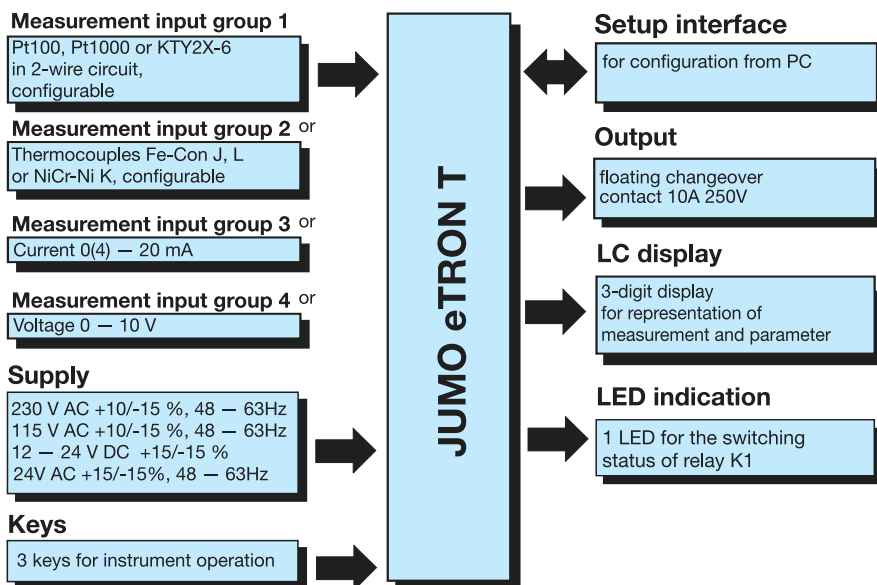 Measurement input group 1
Pt100, Pt1000 or KTY2X-6
in 2-wire circuit,
configurable
Measurement input group 2 or
Thermocouples Fe-Con J, L
or NiCr-Ni K, configurable
Measurement input group 3 or
Current 0(4) — 20 mA
Measurement input group 4 or
Voltage 0 — 10 V
Supply
230 V AC +10/-15 %, 48 — 63Hz
115 V AC +10/-15 %, 48 — 63Hz
12 — 24 V DC +15/-15 %
24V AC +15/-15%, 48 — 63Hz
Keys
3 keys for instrument operation
JUMO eTRON T
Setup interface
for configuration from PC
Output
floating changeover
contact 10A 250V
LC display
3-digit display
for representation of
measurement and parameter
LED indication
1 LED for the switching
status of relay K1